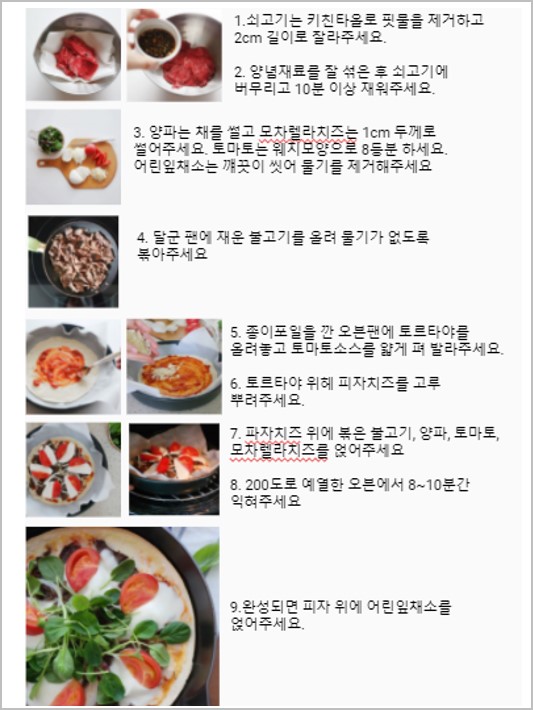 1.쇠고기는 키친타올로 핏물을 제거하고
2cm 길이로 잘라주세요.
2. 양념재료를 잘 섞은 후 쇠고기에
버무리고 10분 이상 재워주세요.
3. 양파는 채를 썰고 모차렐라치즈는 1cm 두께로
썰어주세요. 토마토는 웨지모양으로 8등분 하세요.
어린잎채소는 깨끗이 씻어 물기를 제거해주세요
4. 달군 팬에 재운 불고기를 올려 물기가 없도록
볶아주세요
5. 종이포일을 깐 오븐팬에 토르타야를
올려놓고 토마토소스를 얇게 펴 발라주세요.
6. 토르타야 위헤 피자치즈를 고루
뿌려주세요.
7. 파자치즈 위에 볶은 불고기, 양파, 토마토,
모차렐라치즈를 얹어주세요
8. 200도로 예열한 오븐에서 8~10분간
익혀주세요
9.완성되면 피자 위에 어린잎채소를
얹어주세요.